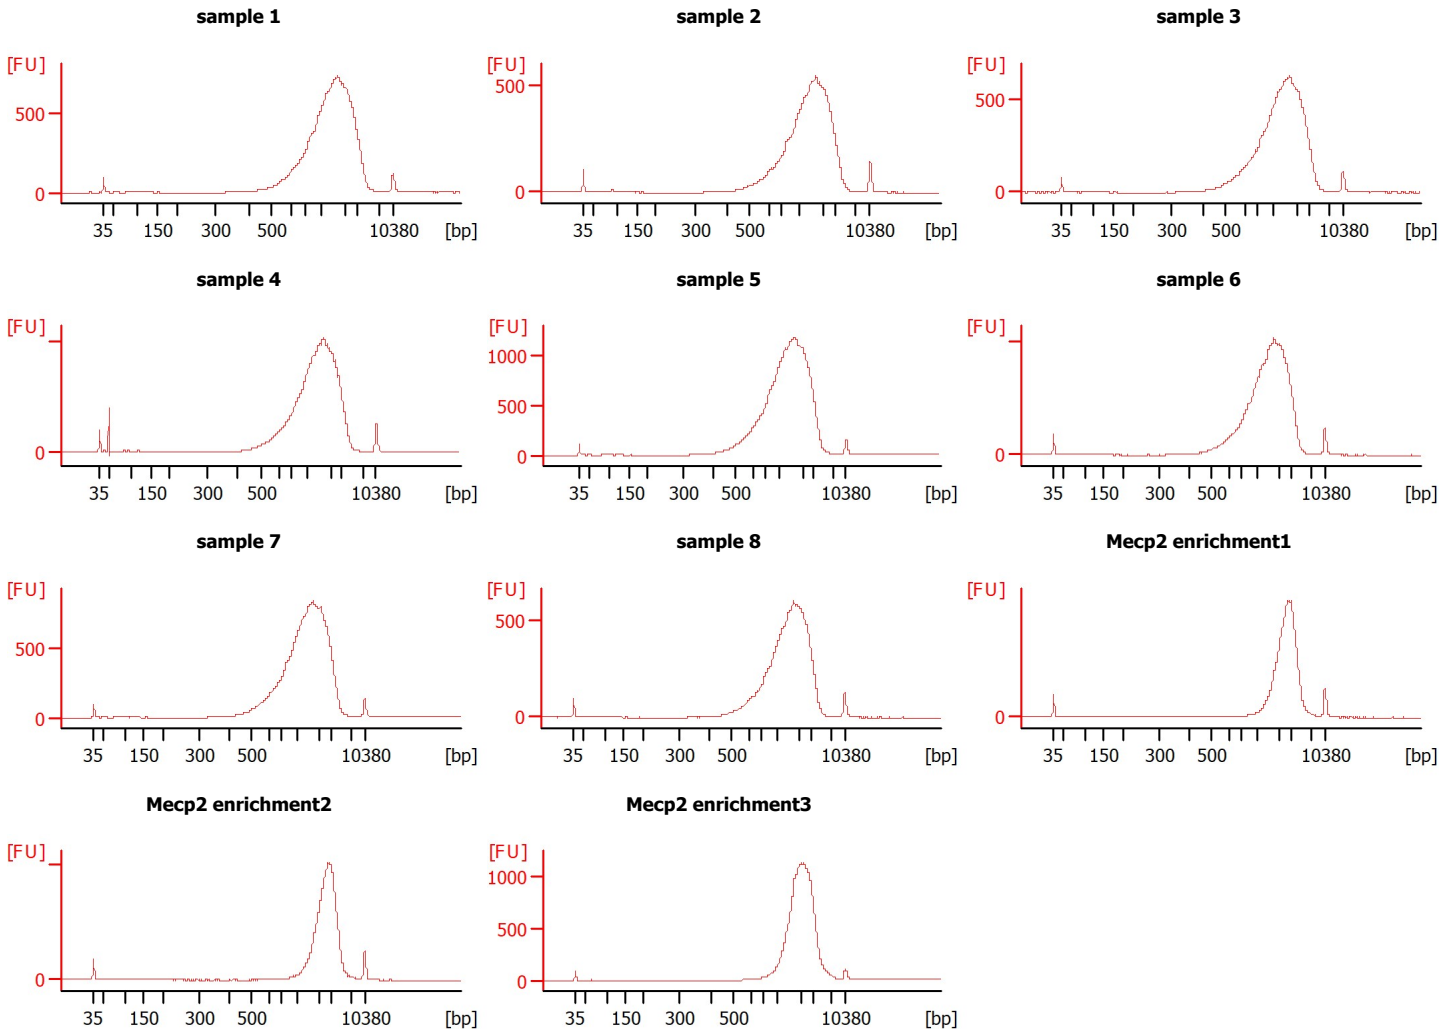 sample 1 sample 2 sample 3
[FU] [FU] [FU]
500 500 500
0 0 0
35 150 300 500 10380 [bp] 35 150 300 500 10380 [bp] 35 150 300 500 10380 [bp]
sample 4 sample 5 sample 6
[FU] [FU] [FU]
1000
500
0 0 0
35 150 300 500 10380 [bp] 35 150 300 500 10380 [bp] 35 150 300 500 10380 [bp]
sample 7 sample 8 Mecp2 enrichment1
[FU] [FU] [FU]
500 500
0 0 0
35 150 300 500 10380 [bp] 35 150 300 500 10380 [bp] 35 150 300 500 10380 [bp]
Mecp2 enrichment2 Mecp2 enrichment3
[FU] [FU]
1000
500
0 0
35 150 300 500 10380 [bp] 35 150 300 500 10380 [bp]